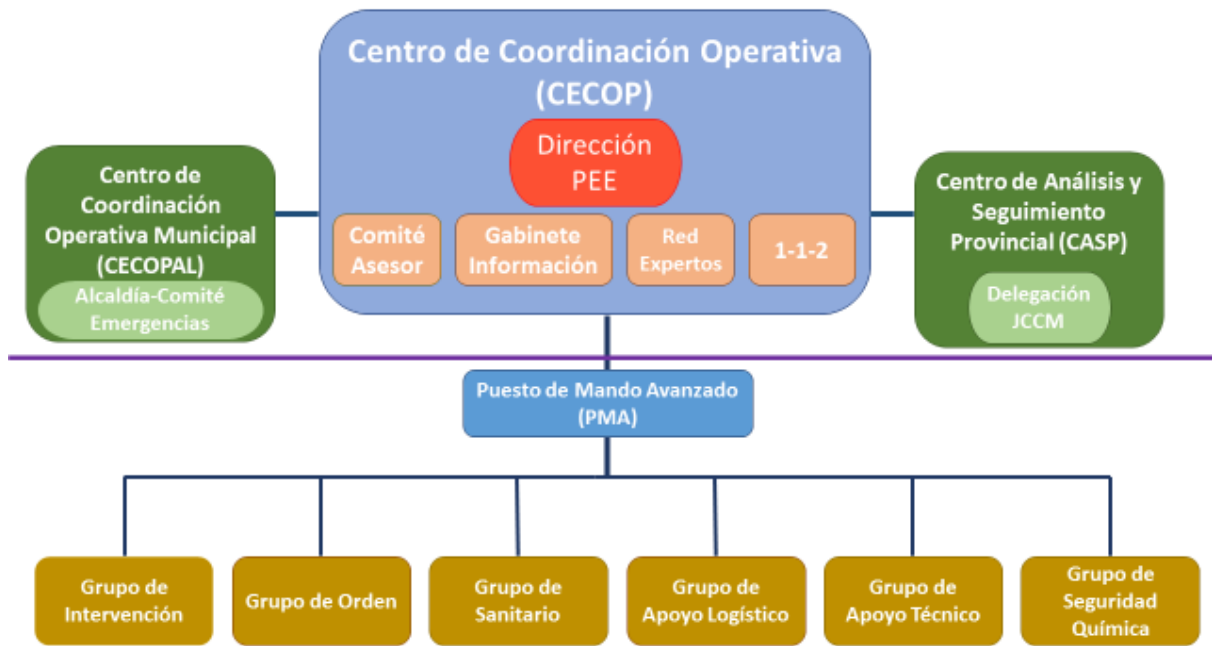 Centro de Coordinación Operativa
(CECOP)
Dirección
PEE
Comité
Asesor
Gabinete
Información
Red
Expertos
1-1-2
Centro de
Coordinación
Operativa Municipal
(CECOPAL)
Alcaldía-Comité
Emergencias
Centro de Análisis y
Seguimiento
Provincial (CASP)
Delegación
JCCM
Puesto de Mando Avanzado
(PMA)
Grupo de
Intervención
Grupo de Orden
Grupo de
Sanitario
Grupo de
Apoyo Logístico
Grupo de
Apoyo Técnico
Grupo de
Seguridad
Química